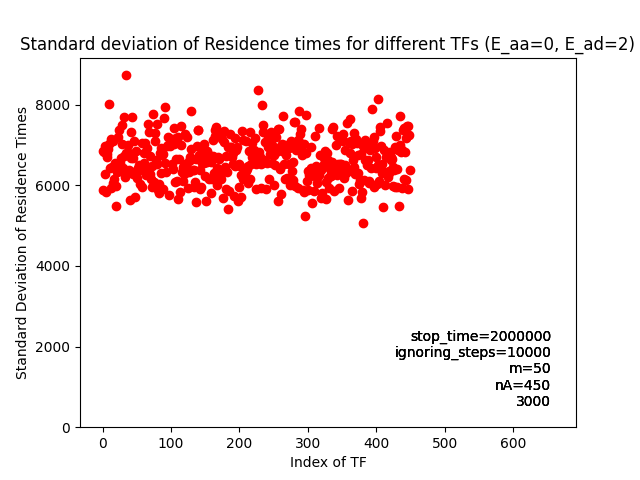 Standard deviation of Residence times for different TFs (E_aa=0, E_ad=2)
Standard Deviation of Residence Times
8000
6000
4000
2000
0
stop_time=2000000
ignoring_steps=10000
m=50
nA=450
3000
0 100 200 300 400 500 600
Index of TF